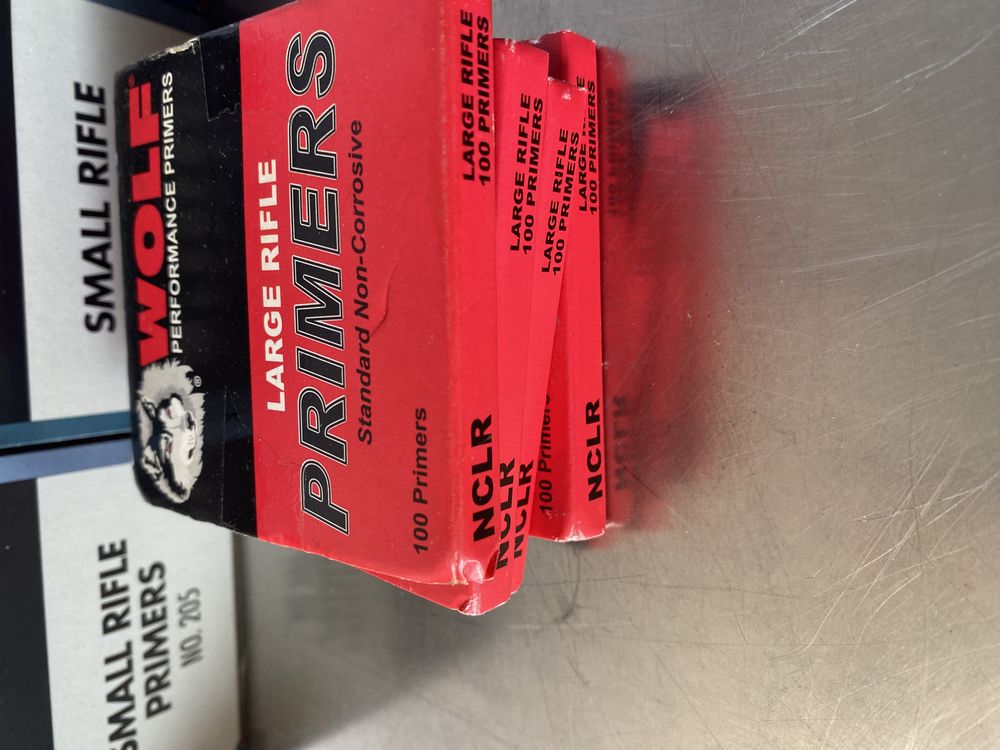 WOLF®
PERFORMANCE PRIMERS
®
LARGE RIFLE
PRIMERS
Standard Non-Corrosive
100 Primers
LARGE RIFLE
100 PRIMERS
NCLR
LARGE RIFLE
100 PRIMERS
NCLR
LARGE RIFLE
100 PRIMERS
NCLR
100 Primers
LARGE
100 PRIMERS
NCLR
SMALL RIFLE
SMALL RIFLE
PRIMERS
NO. 205